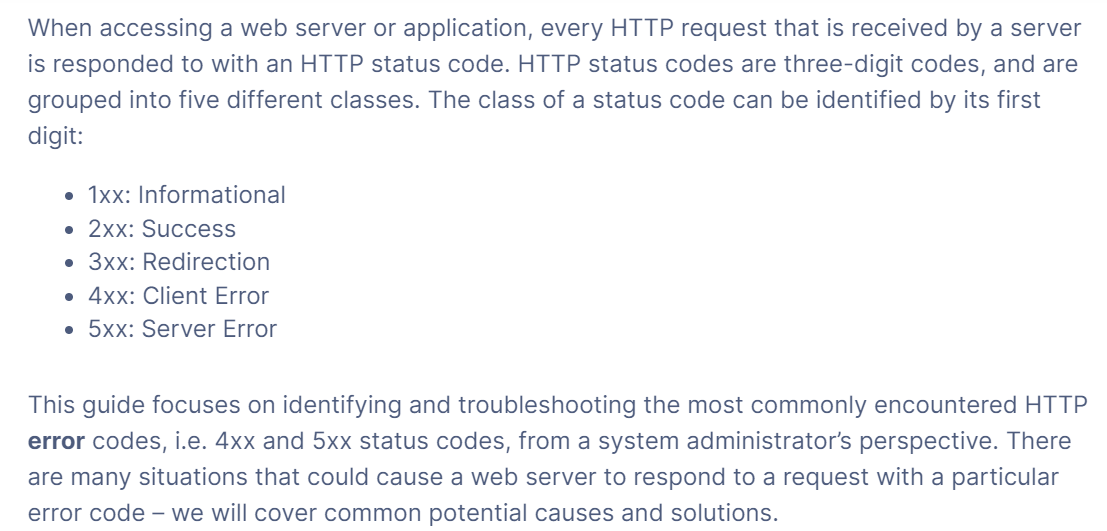 When accessing a web server or application, every HTTP request that is received by a server
is responded to with an HTTP status code. HTTP status codes are three-digit codes, and are
grouped into five different classes. The class of a status code can be identified by its first
digit:
• 1xx: Informational
• 2xx: Success
• 3xx: Redirection
• 4xx: Client Error
• 5xx: Server Error
This guide focuses on identifying and troubleshooting the most commonly encountered HTTP
error codes, i.e. 4xx and 5xx status codes, from a system administrator’s perspective. There
are many situations that could cause a web server to respond to a request with a particular
error code – we will cover common potential causes and solutions.